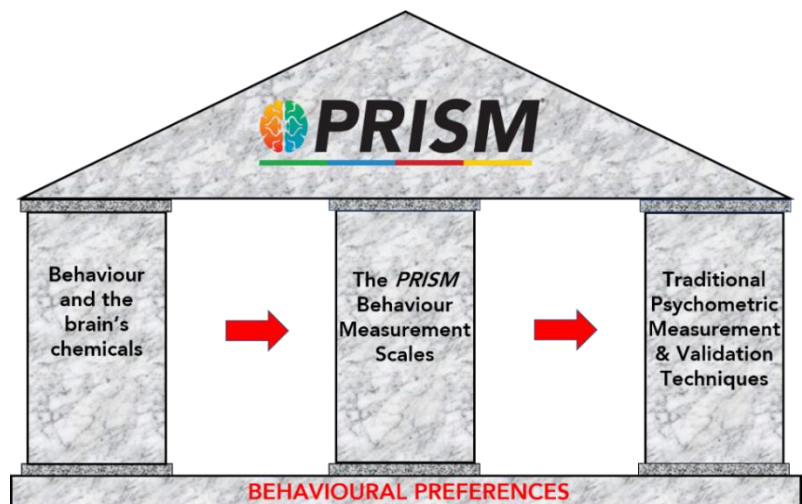 PRISM
Behaviour
and the
brain's
chemicals
The PRISM
Behaviour
Measurement
Scales
Traditional
Psychometric
Measurement
& Validation
Techniques
BEHAVIOURAL PREFERENCES